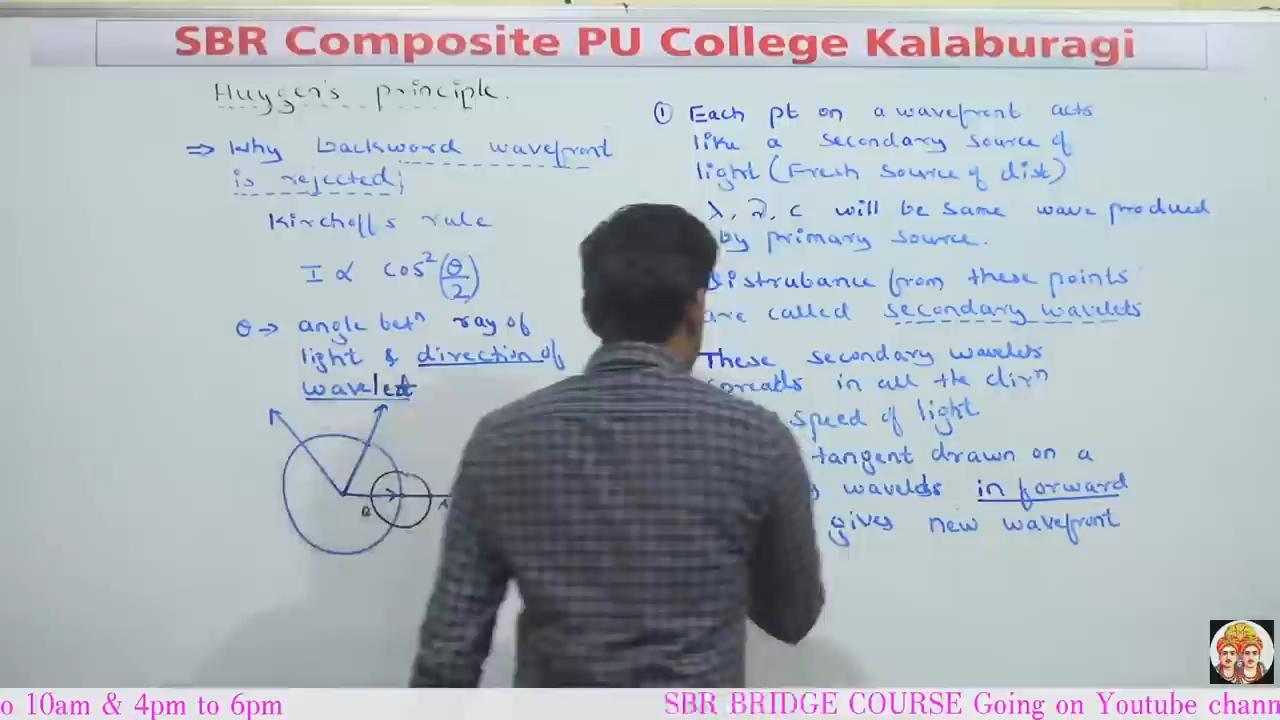 SBR Composite PU College Kalaburagi
Huygen's principle.
⇒ Why backword wavefront
is rejected;
Kirchoff's rule
I ∝ cos²(θ/2)
θ → angle betⁿ ray of
light & direction of
wavelet
B
A
① Each pt on a wavefront acts
like a secondary source of
light (Fresh source of dist)
λ, ν, c will be same wave produced
by primary source.
Distrubance from these points
are called secondary wavelets
These secondary wavelets
spreads in all the dirⁿ
speed of light
tangent drawn on a
wavelets in forward
gives new wavefront
o 10am & 4pm to 6pm
SBR BRIDGE COURSE Going on Youtube chann